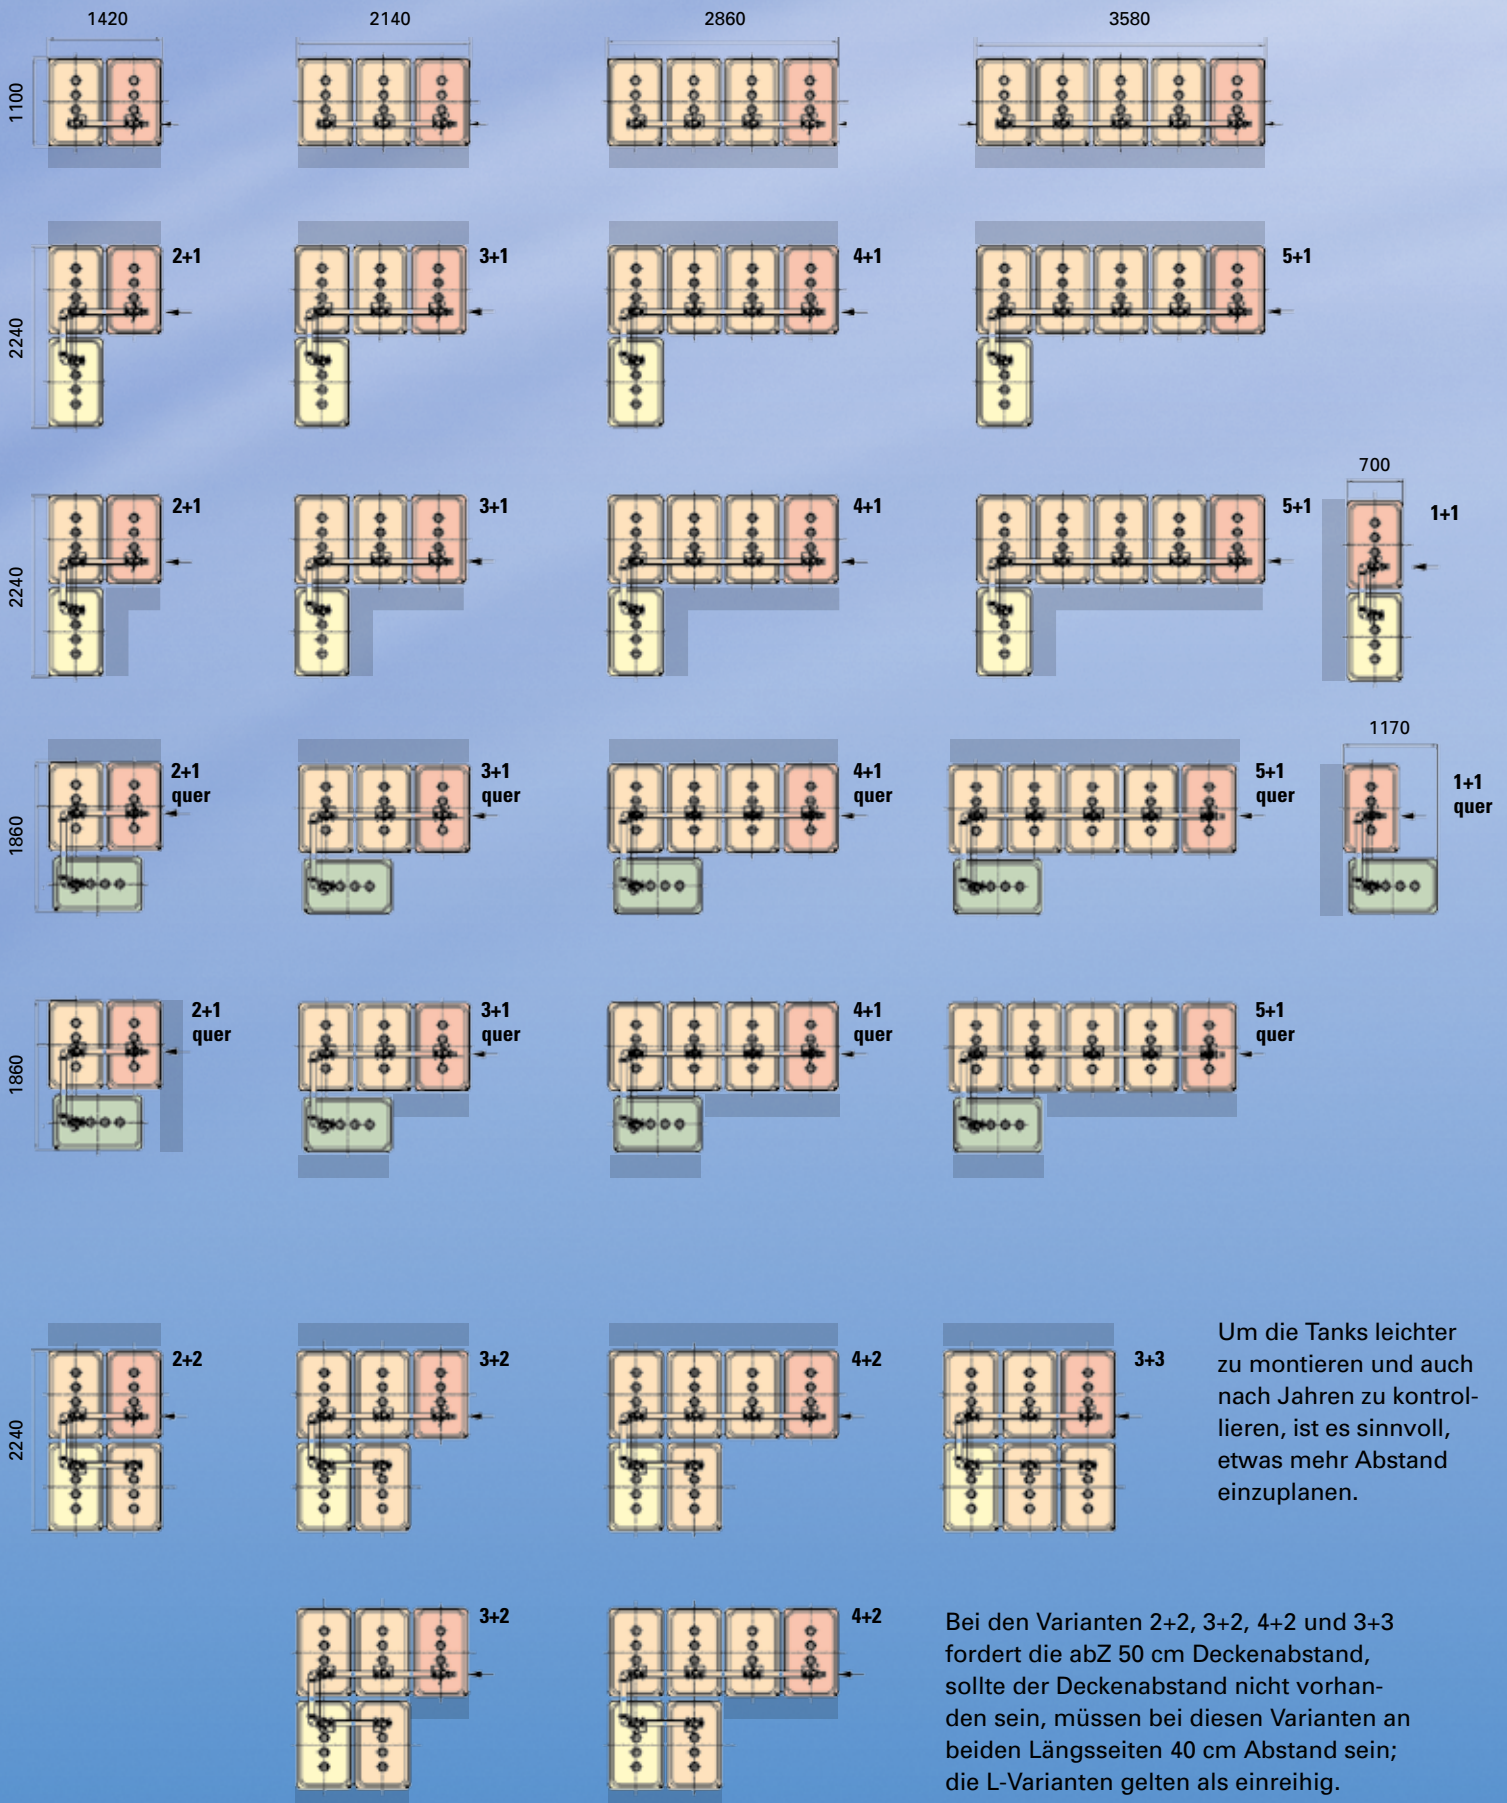 1420
2140
2860
3580
1100
2240
2+1
3+1
4+1
5+1
2240
2+1
3+1
4+1
5+1
700
1+1
1860
2+1
quer
3+1
quer
4+1
quer
5+1
quer
1170
1+1
quer
1860
2+1
quer
3+1
quer
4+1
quer
5+1
quer
2240
2+2
3+2
4+2
3+3
Um die Tanks leichter
zu montieren und auch
nach Jahren zu kontrol-
lieren, ist es sinnvoll,
etwas mehr Abstand
einzuplanen.
3+2
4+2
Bei den Varianten 2+2, 3+2, 4+2 und 3+3
fordert die abZ 50 cm Deckenabstand,
sollte der Deckenabstand nicht vorhan-
den sein, müssen bei diesen Varianten an
beiden Längsseiten 40 cm Abstand sein;
die L-Varianten gelten als einreihig.